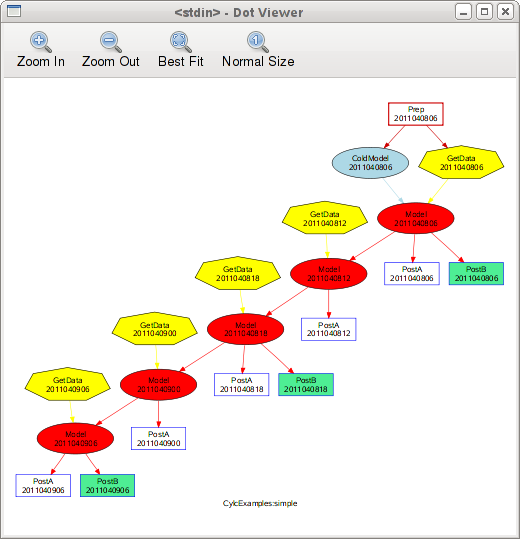 <stdin> - Dot Viewer
Zoom In
Zoom Out
Best Fit
Normal Size
Prep
2011040806
ColdModel
2011040806
GetData
2011040806
GetData
2011040812
Model
2011040806
GetData
2011040818
Model
2011040812
PostA
2011040806
PostB
2011040806
GetData
2011040900
Model
2011040818
PostA
2011040812
GetData
2011040906
Model
2011040900
PostA
2011040818
PostB
2011040818
Model
2011040906
PostA
2011040900
PostA
2011040906
PostB
2011040906
CylcExamples:simple